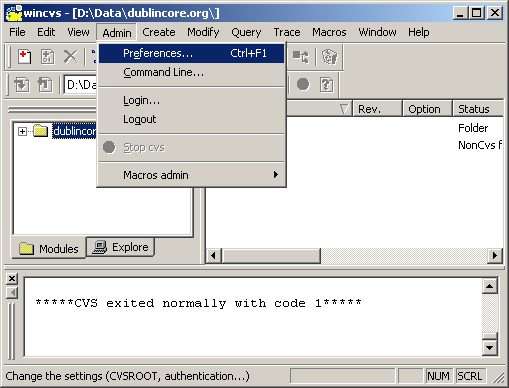 wincvs - [D:\Data\dublincore.org\]
File Edit View Admin Create Modify Query Trace Macros Window Help
Preferences... Ctrl+F1
Command Line...
Login...
Logout
Stop cvs
Macros admin
D:\Da
Rev. Option Status
dublincore
Folder
NonCvs f
Modules Explore
*****CVS exited normally with code 1*****
Change the settings (CVSROOT, authentication...) NUM SCRL